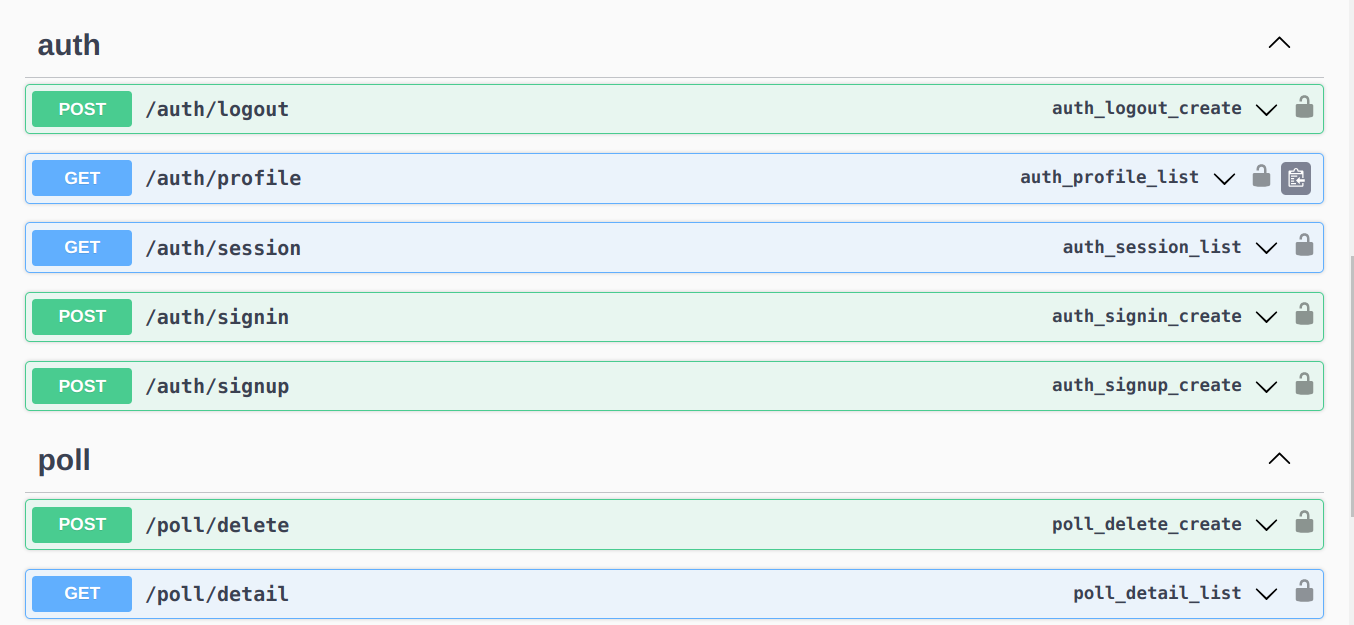 auth
POST /auth/logout auth_logout_create
GET /auth/profile auth_profile_list
GET /auth/session auth_session_list
POST /auth/signin auth_signin_create
POST /auth/signup auth_signup_create
poll
POST /poll/delete poll_delete_create
GET /poll/detail poll_detail_list